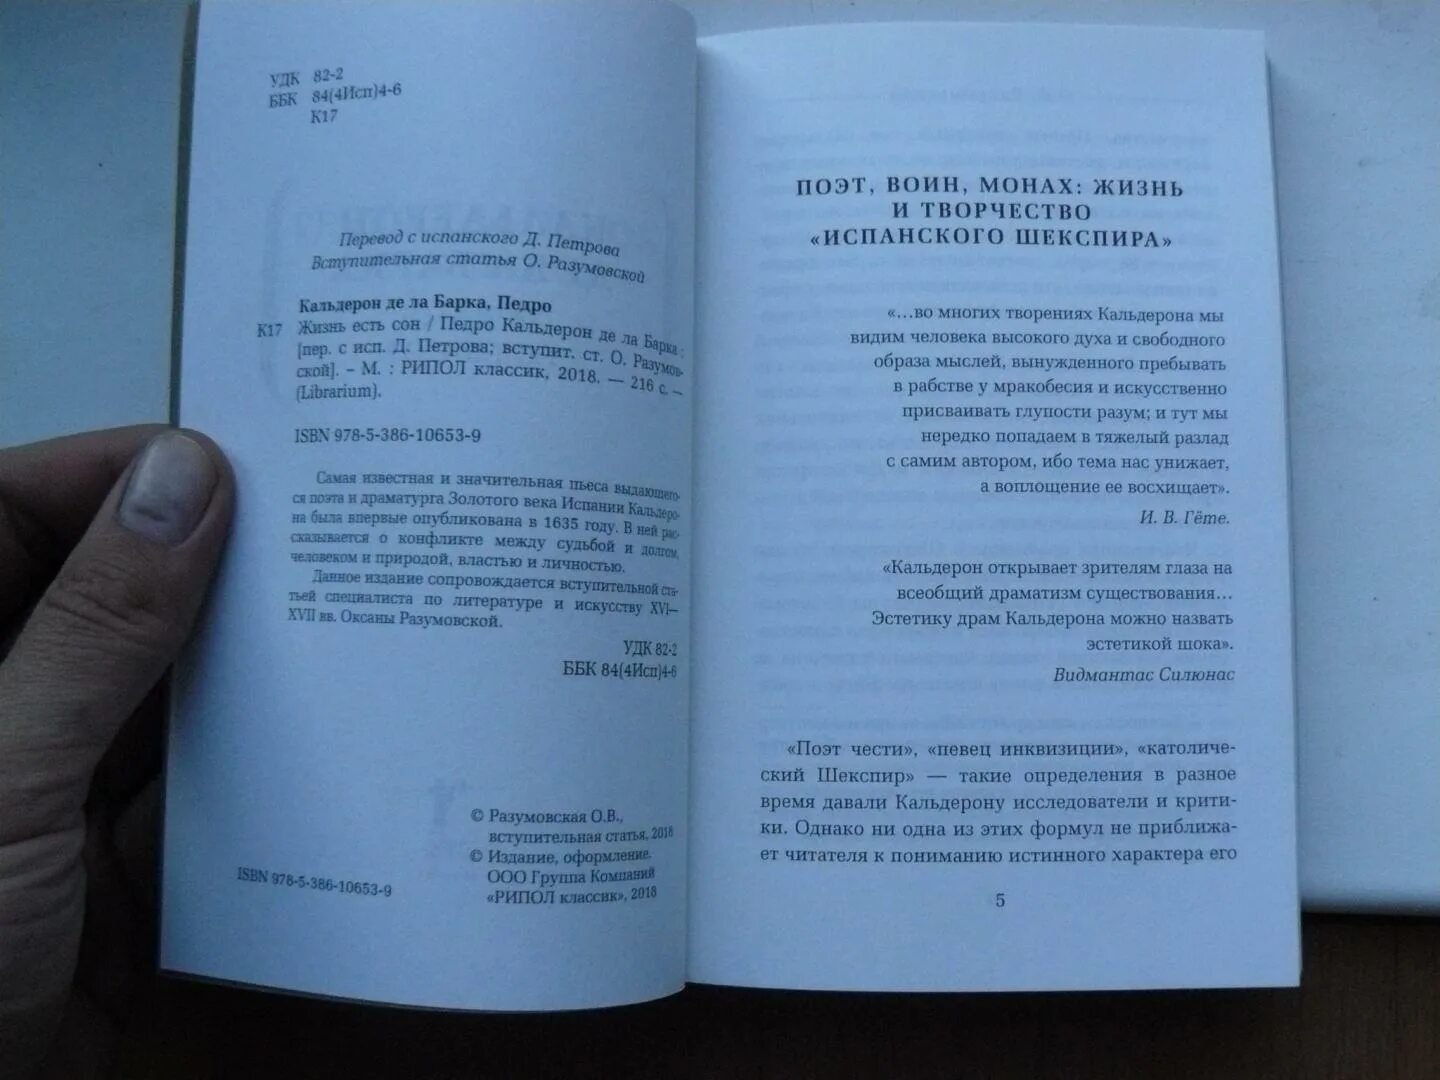 УДК 82-2
ББК 84(4Исп)4-6
К17
Перевод с испанского Д. Петрова
Вступительная статья О. Разумовской
Кальдерон де ла Барка, Педро
К17 Жизнь есть сон / Педро Кальдерон де ла Барка ;
[пер. с исп. Д. Петрова; вступит. ст. О. Разумов-
ской]. – М. : РИПОЛ классик, 2018. — 216 с. –
(Librarium).
ISBN 978-5-386-10653-9
Самая известная и значительная пьеса выдающего-
ся поэта и драматурга Золотого века Испании Кальдеро-
на была впервые опубликована в 1635 году. В ней рас-
сказывается о конфликте между судьбой и долгом,
человеком и природой, властью и личностью.
Данное издание сопровождается вступительной ста-
тьей специалиста по литературе и искусству XVI–
XVII вв. Оксаны Разумовской.
УДК 82-2
ББК 84(4Исп)4-6
© Разумовская О.В.,
вступительная статья, 2018
© Издание, оформление.
ООО Группа Компаний
«РИПОЛ классик», 2018
ISBN 978-5-386-10653-9
ПОЭТ, ВОИН, МОНАХ: ЖИЗНЬ
И ТВОРЧЕСТВО
«ИСПАНСКОГО ШЕКСПИРА»
«…во многих творениях Кальдерона мы
видим человека высокого духа и свободного
образа мыслей, вынужденного пребывать
в рабстве у мракобесия и искусственно
присваивать глупости разум; и тут мы
нередко попадаем в тяжелый разлад
с самим автором, ибо тема нас унижает,
а воплощение ее восхищает».
И. В. Гёте.
«Кальдерон открывает зрителям глаза на
всеобщий драматизм существования…
Эстетику драм Кальдерона можно назвать
эстетикой шока».
Видмантас Силюнас
«Поэт чести», «певец инквизиции», «католиче-
ский Шекспир» — такие определения в разное
время давали Кальдерону исследователи и крити-
ки. Однако ни одна из этих формул не приближа-
ет читателя к пониманию истинного характера его
5